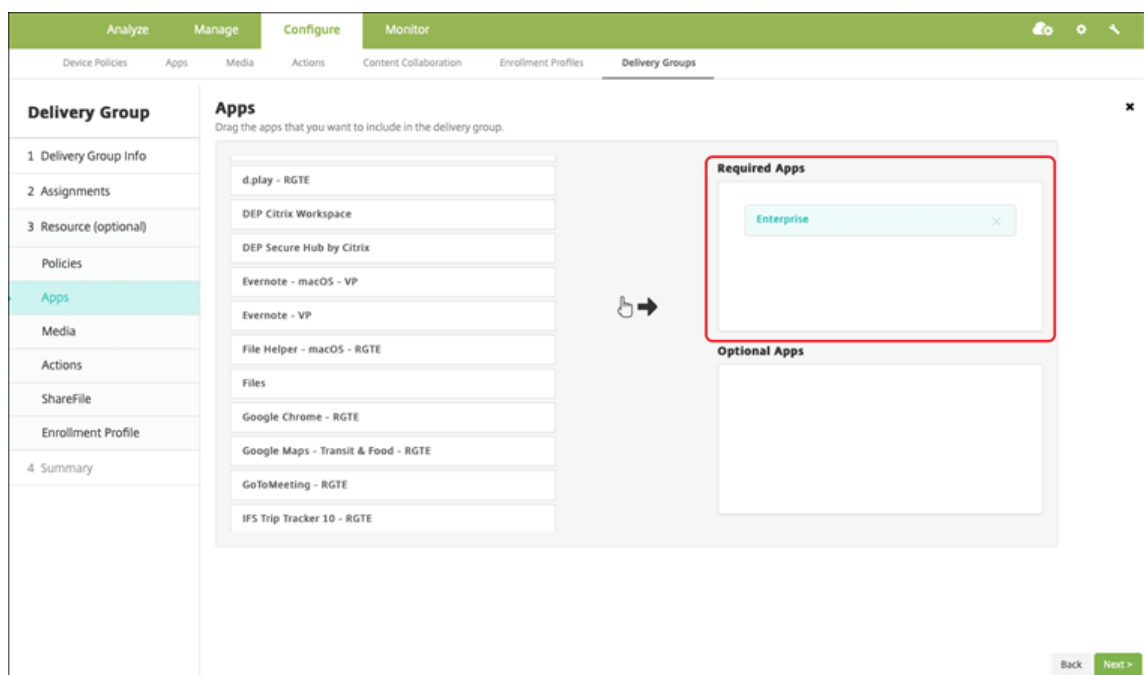 Analyze Manage Configure Monitor
Device Policies Apps Media Actions Content Collaboration Enrollment Profiles Delivery Groups
Delivery Group
1 Delivery Group Info
2 Assignments
3 Resource (optional)
Policies
Apps
Media
Actions
ShareFile
Enrollment Profile
4 Summary
Apps
Drag the apps that you want to include in the delivery group.
d.play - RGTE
DEP Citrix Workspace
DEP Secure Hub by Citrix
Evernote - macOS - VP
Evernote - VP
File Helper - macOS - RGTE
Files
Google Chrome - RGTE
Google Maps - Transit & Food - RGTE
GoToMeeting - RGTE
IFS Trip Tracker 10 - RGTE
Required Apps
Enterprise
Optional Apps
Back Next >